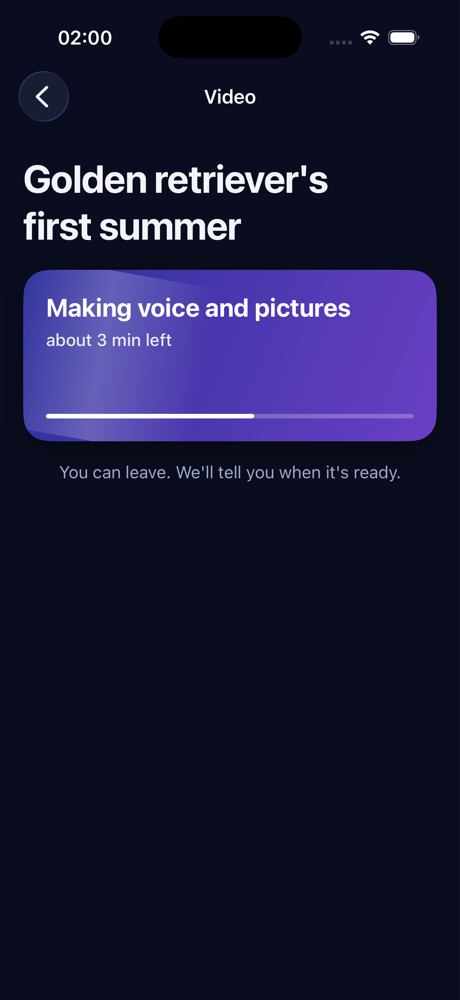 02:00
Video
Golden retriever's
first summer
Making voice and pictures
about 3 min left
You can leave. We'll tell you when it's ready.